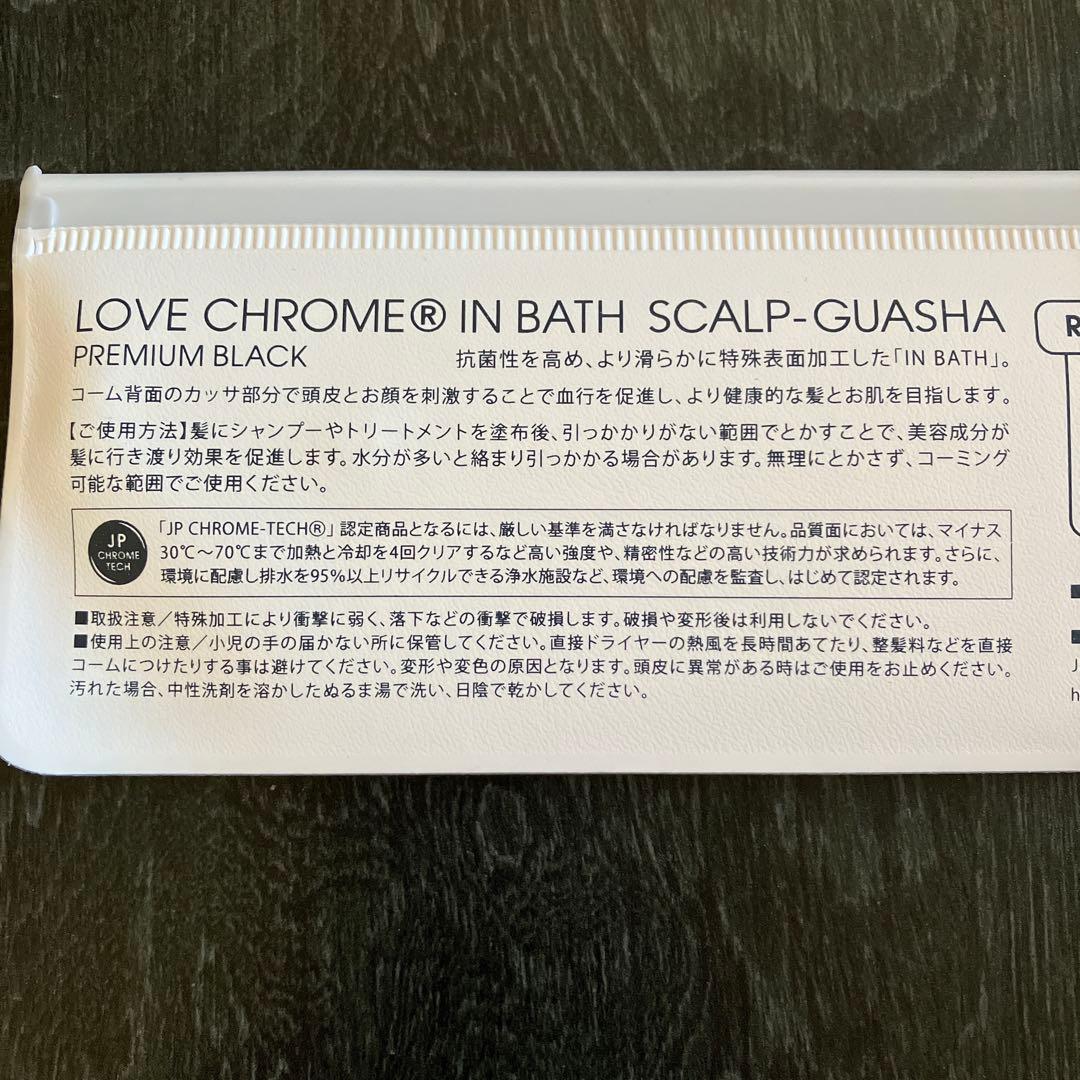 LOVE CHROME® IN BATH SCALP-GUASHA
PREMIUM BLACK 抗菌性を高め、より滑らかに特殊表面加工した「IN BATH」。
コーム背面のカッサ部分で頭皮とお顔を刺激することで血行を促進し、より健康的な髪とお肌を目指します。
【ご使用方法】髪にシャンプーやトリートメントを塗布後、引っかかりがない範囲でとかすことで、美容成分が
髪に行き渡り効果を促進します。水分が多いと絡まり引っかかる場合があります。無理にとかさず、コーミング
可能な範囲でご使用ください。
JP
CHROME
TECH
「JP CHROME-TECH®」認定商品となるには、厳しい基準を満さなければなりません。品質面においては、マイナス
30℃〜70℃まで加熱と冷却を4回クリアするなど高い強度や、精密性などの高い技術力が求められます。さらに、
環境に配慮し排水を95%以上リサイクルできる浄水施設など、環境への配慮を監査し、はじめて認定されます。
■取扱注意／特殊加工により衝撃に弱く、落下などの衝撃で破損します。破損や変形後は利用しないでください。
■使用上の注意／小児の手の届かない所に保管してください。直接ドライヤーの熱風を長時間あてたり、整髪料などを直接
コームにつけたりする事は避けてください。変形や変色の原因となります。頭皮に異常がある時はご使用をお止めください。
汚れた場合、中性洗剤を溶かしたぬるま湯で洗い、日陰で乾かしてください。
R
J
h